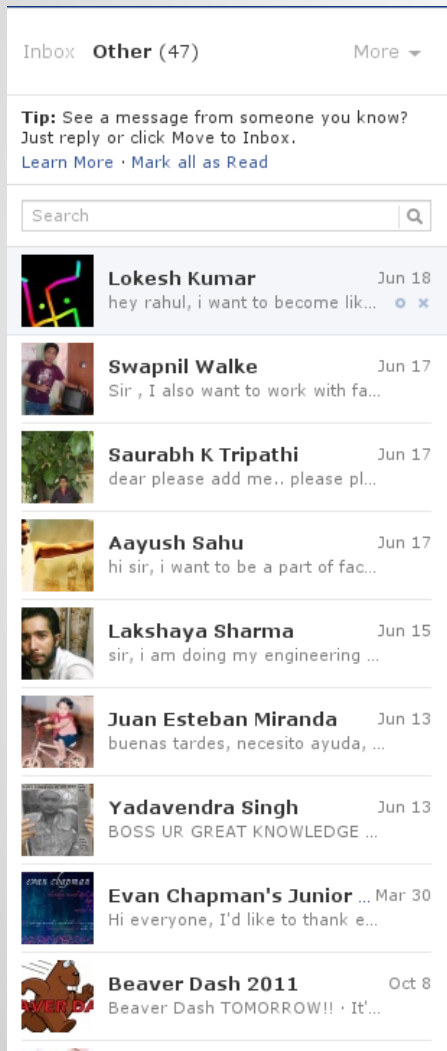 Inbox Other (47) More
Tip: See a message from someone you know?
Just reply or click Move to Inbox.
Learn More · Mark all as Read
Search
Lokesh Kumar Jun 18
hey rahul, i want to become lik...
Swapnil Walke Jun 17
Sir , I also want to work with fa...
Saurabh K Tripathi Jun 17
dear please add me.. please pl...
Aayush Sahu Jun 17
hi sir, i want to be a part of fac...
Lakshaya Sharma Jun 15
sir, i am doing my engineering ...
Juan Esteban Miranda Jun 13
buenas tardes, necesito ayuda, ...
Yadavendra Singh Jun 13
BOSS UR GREAT KNOWLEDGE ...
evan chapman
Evan Chapman's Junior ... Mar 30
Hi everyone, I'd like to thank e...
Beaver Dash 2011 Oct 8
AVER DA
Beaver Dash TOMORROW!! · It'...